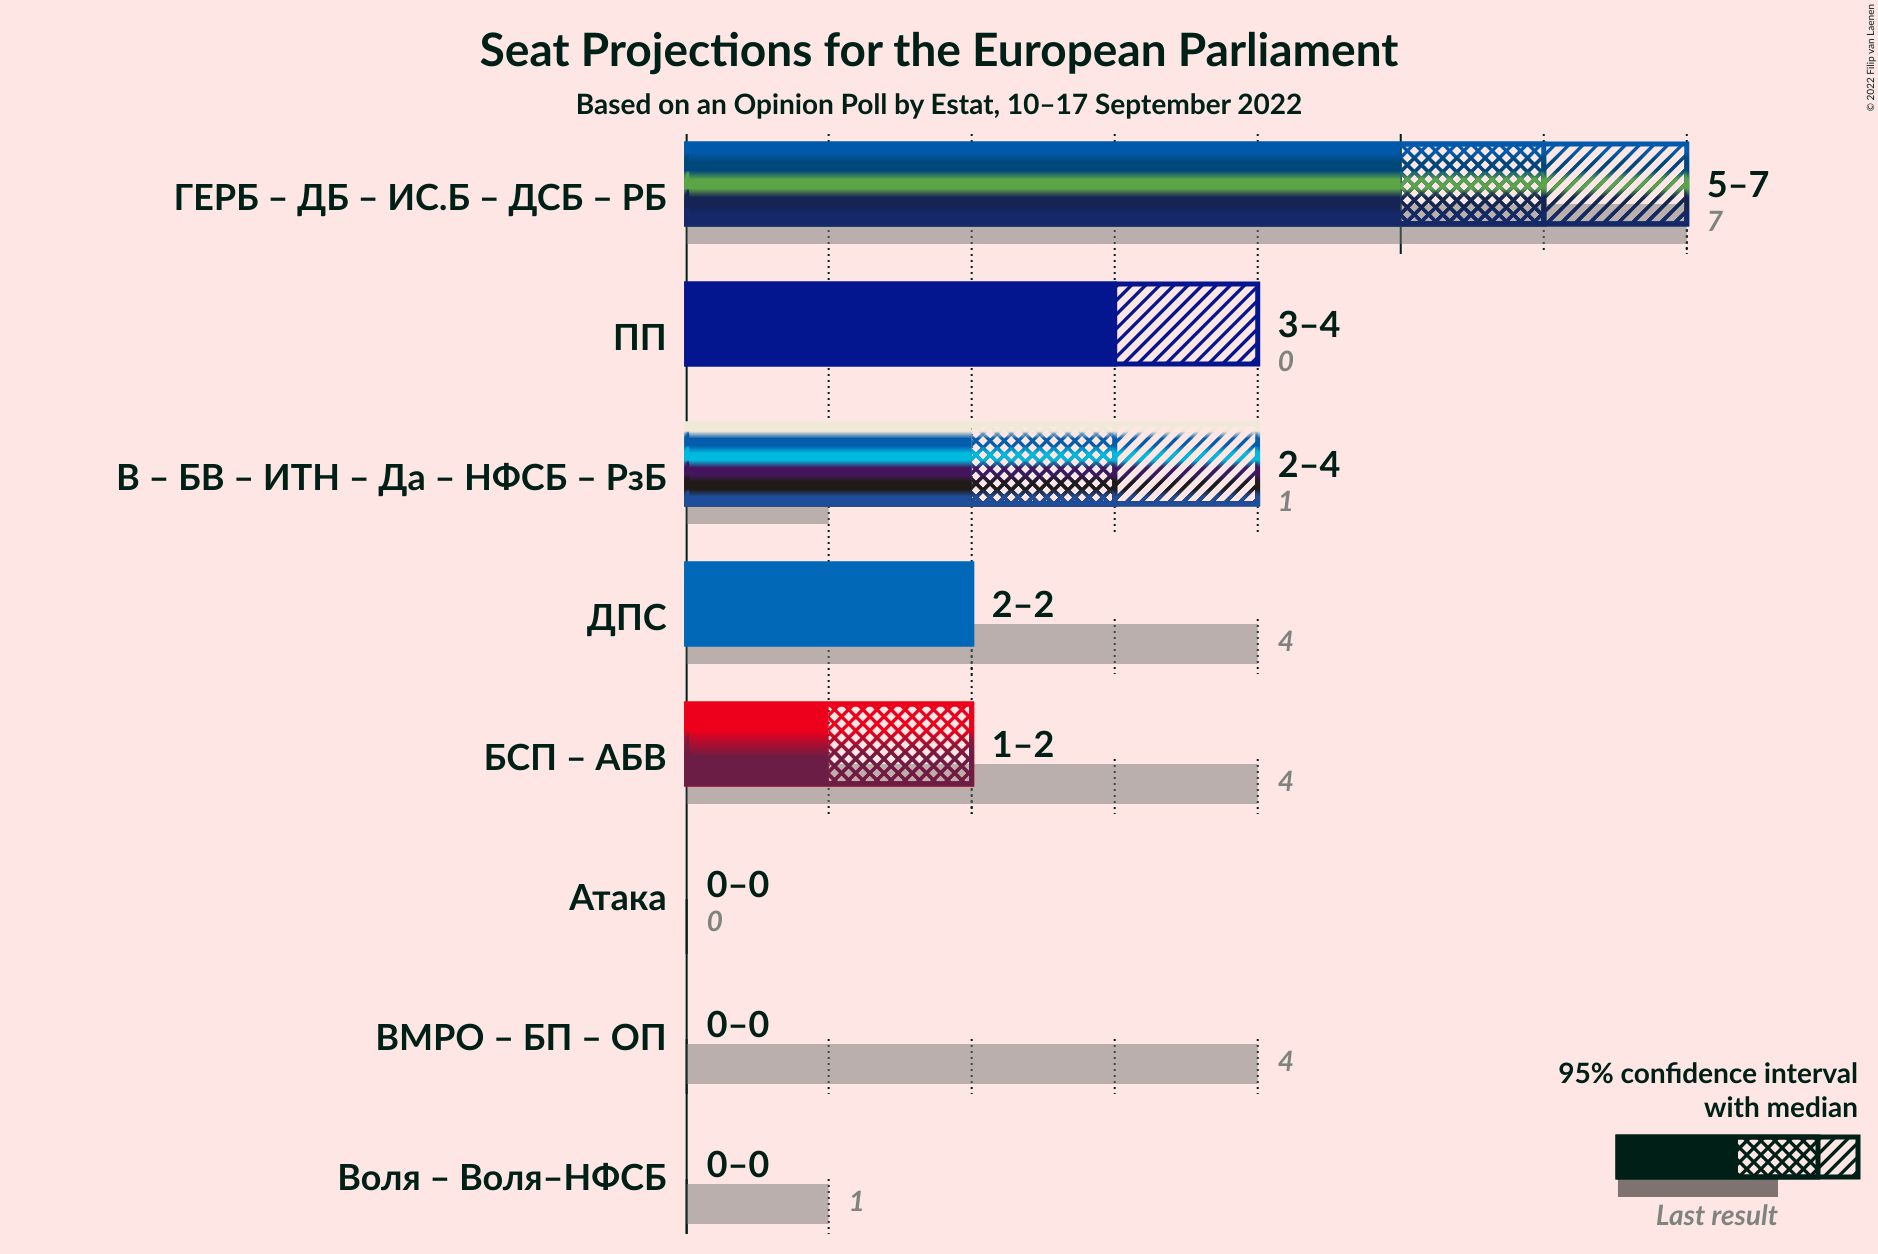 Seat Projections for the European Parliament
Based on an Opinion Poll by Estat, 10–17 September 2022
© 2022 Filip van Laenen
ГЕРБ – ДБ – ИС.Б – ДСБ – РБ
5–7
7
ПП
3–4
0
В – БВ – ИТН – Да – НФСБ – РзБ
2–4
1
ДПС
2–2
4
БСП – АБВ
1–2
4
Атака
0–0
0
ВМРО – БП – ОП
0–0
4
Воля – Воля–НФСБ
0–0
1
95% confidence interval
with median
Last result